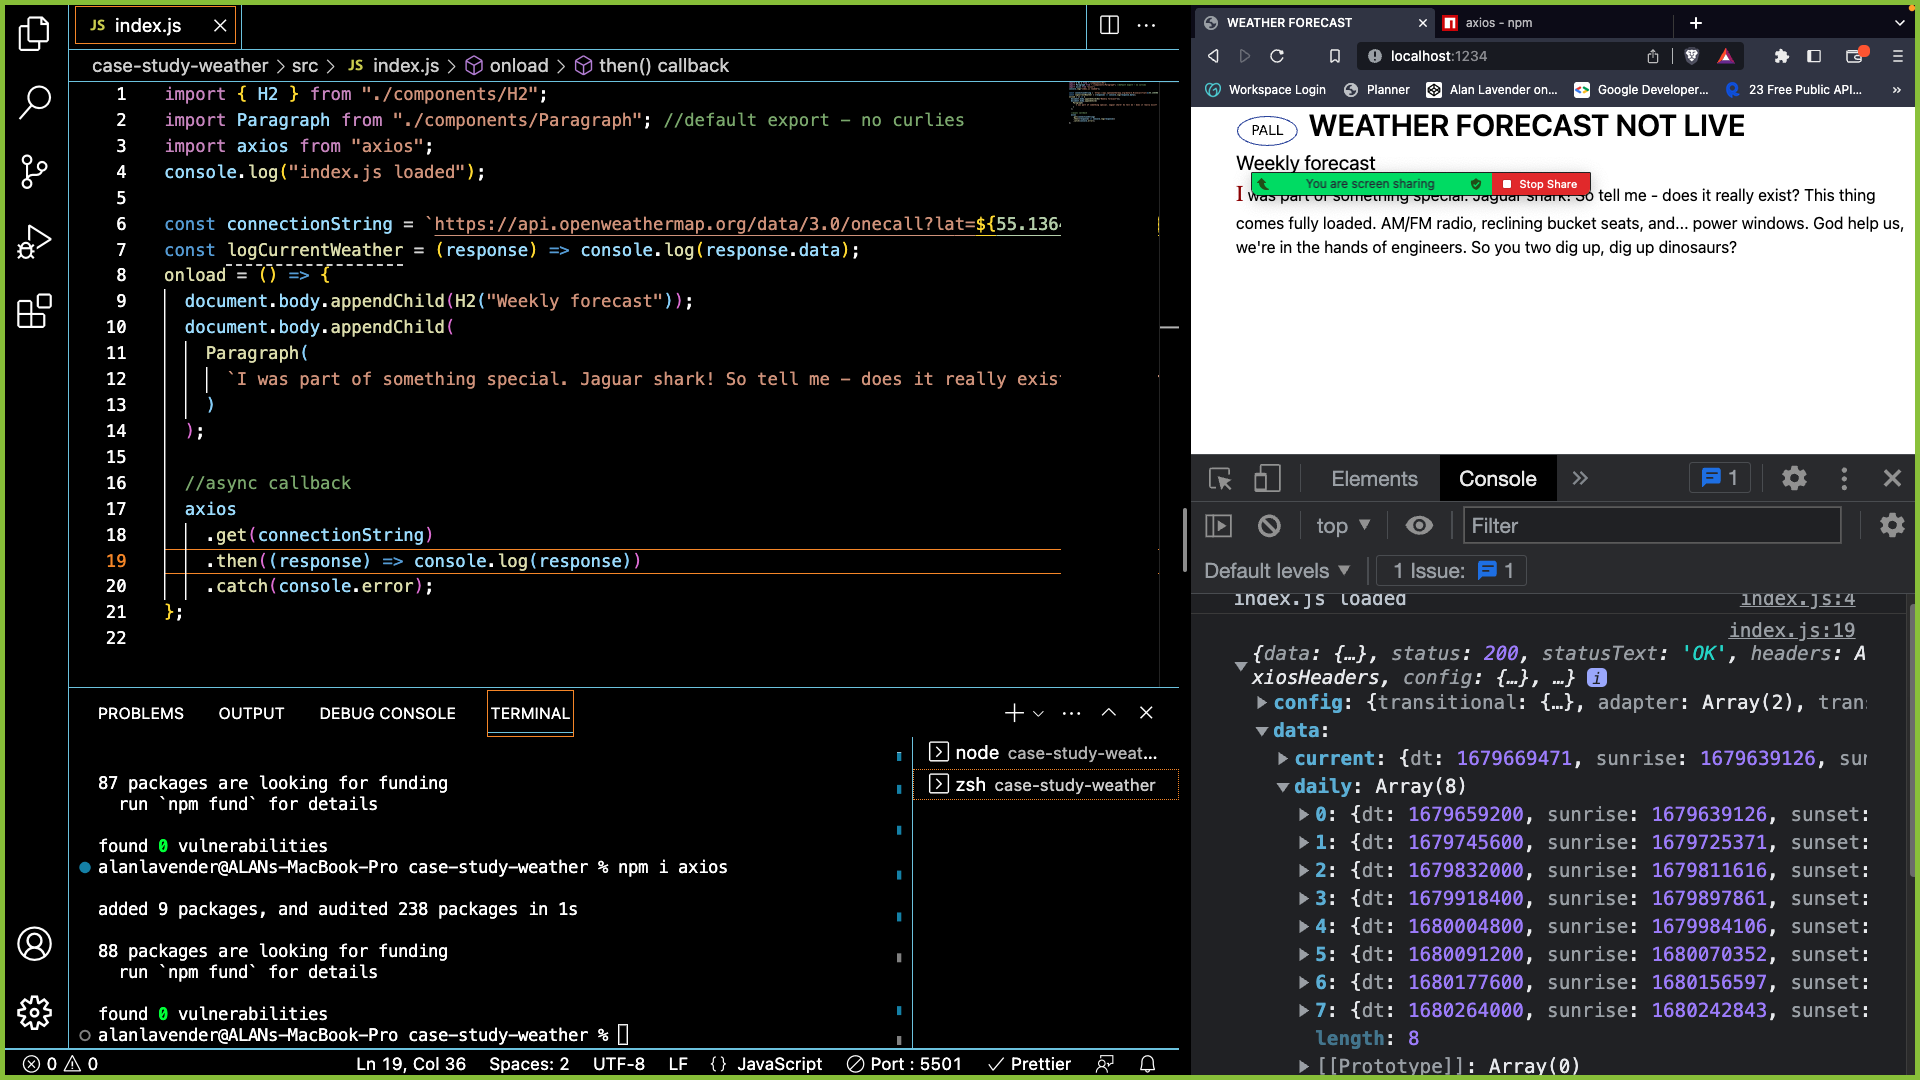 JS index.js
case-study-weather > src > JS index.js > onload > then() callback
1 import { H2 } from "./components/H2";
2 import Paragraph from "./components/Paragraph"; //default export - no curlies
3 import axios from "axios";
4 console.log("index.js loaded");
5
6 const connectionString = `https://api.openweathermap.org/data/3.0/onecall?lat=${55.136
7 const logCurrentWeather = (response) => console.log(response.data);
8 onload = () => {
9 document.body.appendChild(H2("Weekly forecast"));
10 document.body.appendChild(
11 Paragraph(
12 `I was part of something special. Jaguar shark! So tell me - does it really exis
13 )
14 );
15
16 //async callback
17 axios
18 .get(connectionString)
19 .then((response) => console.log(response))
20 .catch(console.error);
21 };
22
PROBLEMS OUTPUT DEBUG CONSOLE TERMINAL
87 packages are looking for funding
run `npm fund` for details
found 0 vulnerabilities
alanlavender@ALANs-MacBook-Pro case-study-weather % npm i axios
added 9 packages, and audited 238 packages in 1s
88 packages are looking for funding
run `npm fund` for details
found 0 vulnerabilities
alanlavender@ALANs-MacBook-Pro case-study-weather %
node case-study-weat...
zsh case-study-weather
0 0 Ln 19, Col 36 Spaces: 2 UTF-8 LF {} JavaScript Port : 5501 Prettier
WEATHER FORECAST axios - npm
localhost:1234
Workspace Login Planner Alan Lavender on... Google Developer... 23 Free Public API... »
PALL WEATHER FORECAST NOT LIVE
Weekly forecast
You are screen sharing Stop Share
I was part of something special. Jaguar shark! So tell me - does it really exist? This thing
comes fully loaded. AM/FM radio, reclining bucket seats, and... power windows. God help us,
we're in the hands of engineers. So you two dig up, dig up dinosaurs?
Elements Console » 1
top Filter
Default levels 1 Issue: 1
index.js loaded index.js:4
index.js:19
{data: {…}, status: 200, statusText: 'OK', headers: A
xiosHeaders, config: {…}, …} i
config: {transitional: {…}, adapter: Array(2), tran
data:
current: {dt: 1679669471, sunrise: 1679639126, sun
daily: Array(8)
0: {dt: 1679659200, sunrise: 1679639126, sunset:
1: {dt: 1679745600, sunrise: 1679725371, sunset:
2: {dt: 1679832000, sunrise: 1679811616, sunset:
3: {dt: 1679918400, sunrise: 1679897861, sunset:
4: {dt: 1680004800, sunrise: 1679984106, sunset:
5: {dt: 1680091200, sunrise: 1680070352, sunset:
6: {dt: 1680177600, sunrise: 1680156597, sunset:
7: {dt: 1680264000, sunrise: 1680242843, sunset:
length: 8
[[Prototype]]: Array(0)